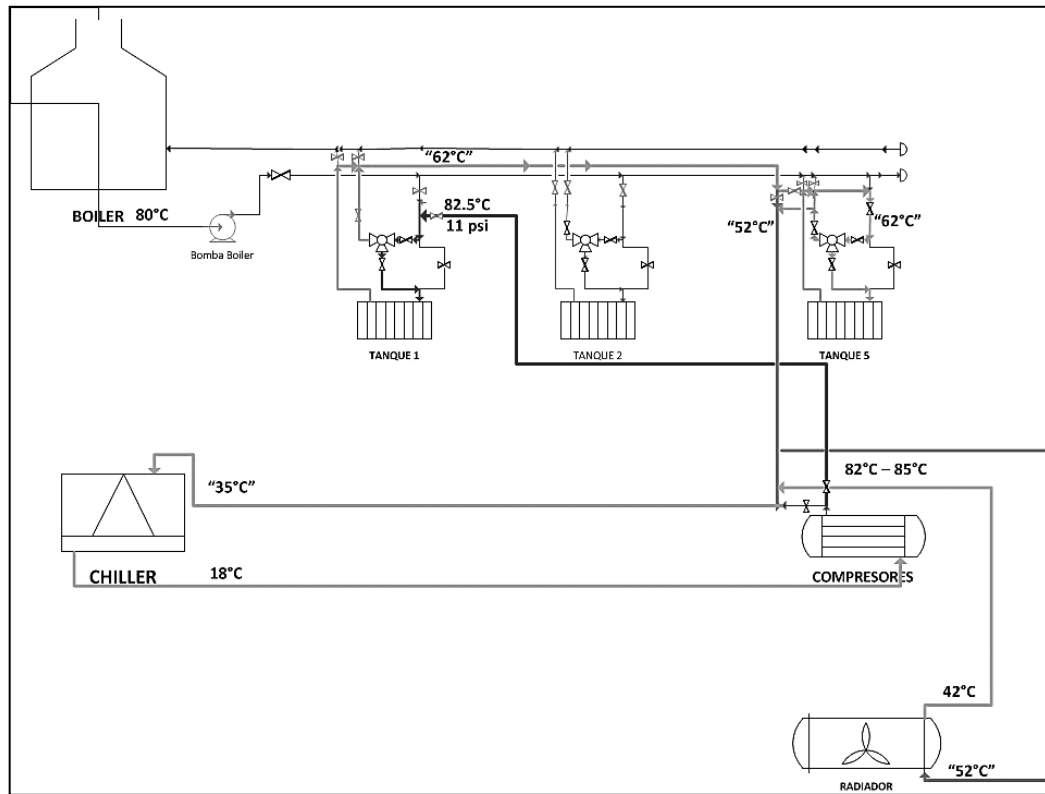 “62°C”
BOILER 80°C
82.5°C
11 psi
“52°C”
“62°C”
Bomba Boiler
TANQUE 1
TANQUE 2
TANQUE 5
82°C – 85°C
“35°C”
CHILLER
18°C
COMPRESORES
42°C
“52°C”
RADIADOR